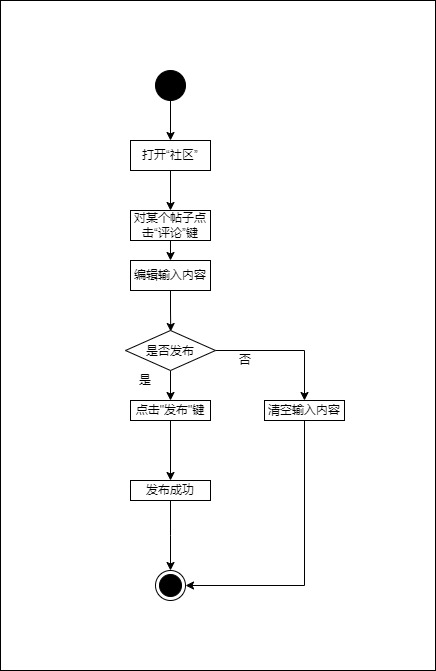 打开“社区”
对某个帖子点
击“评论”键
编辑输入内容
是否发布
否
是
点击"发布"键
清空输入内容
发布成功